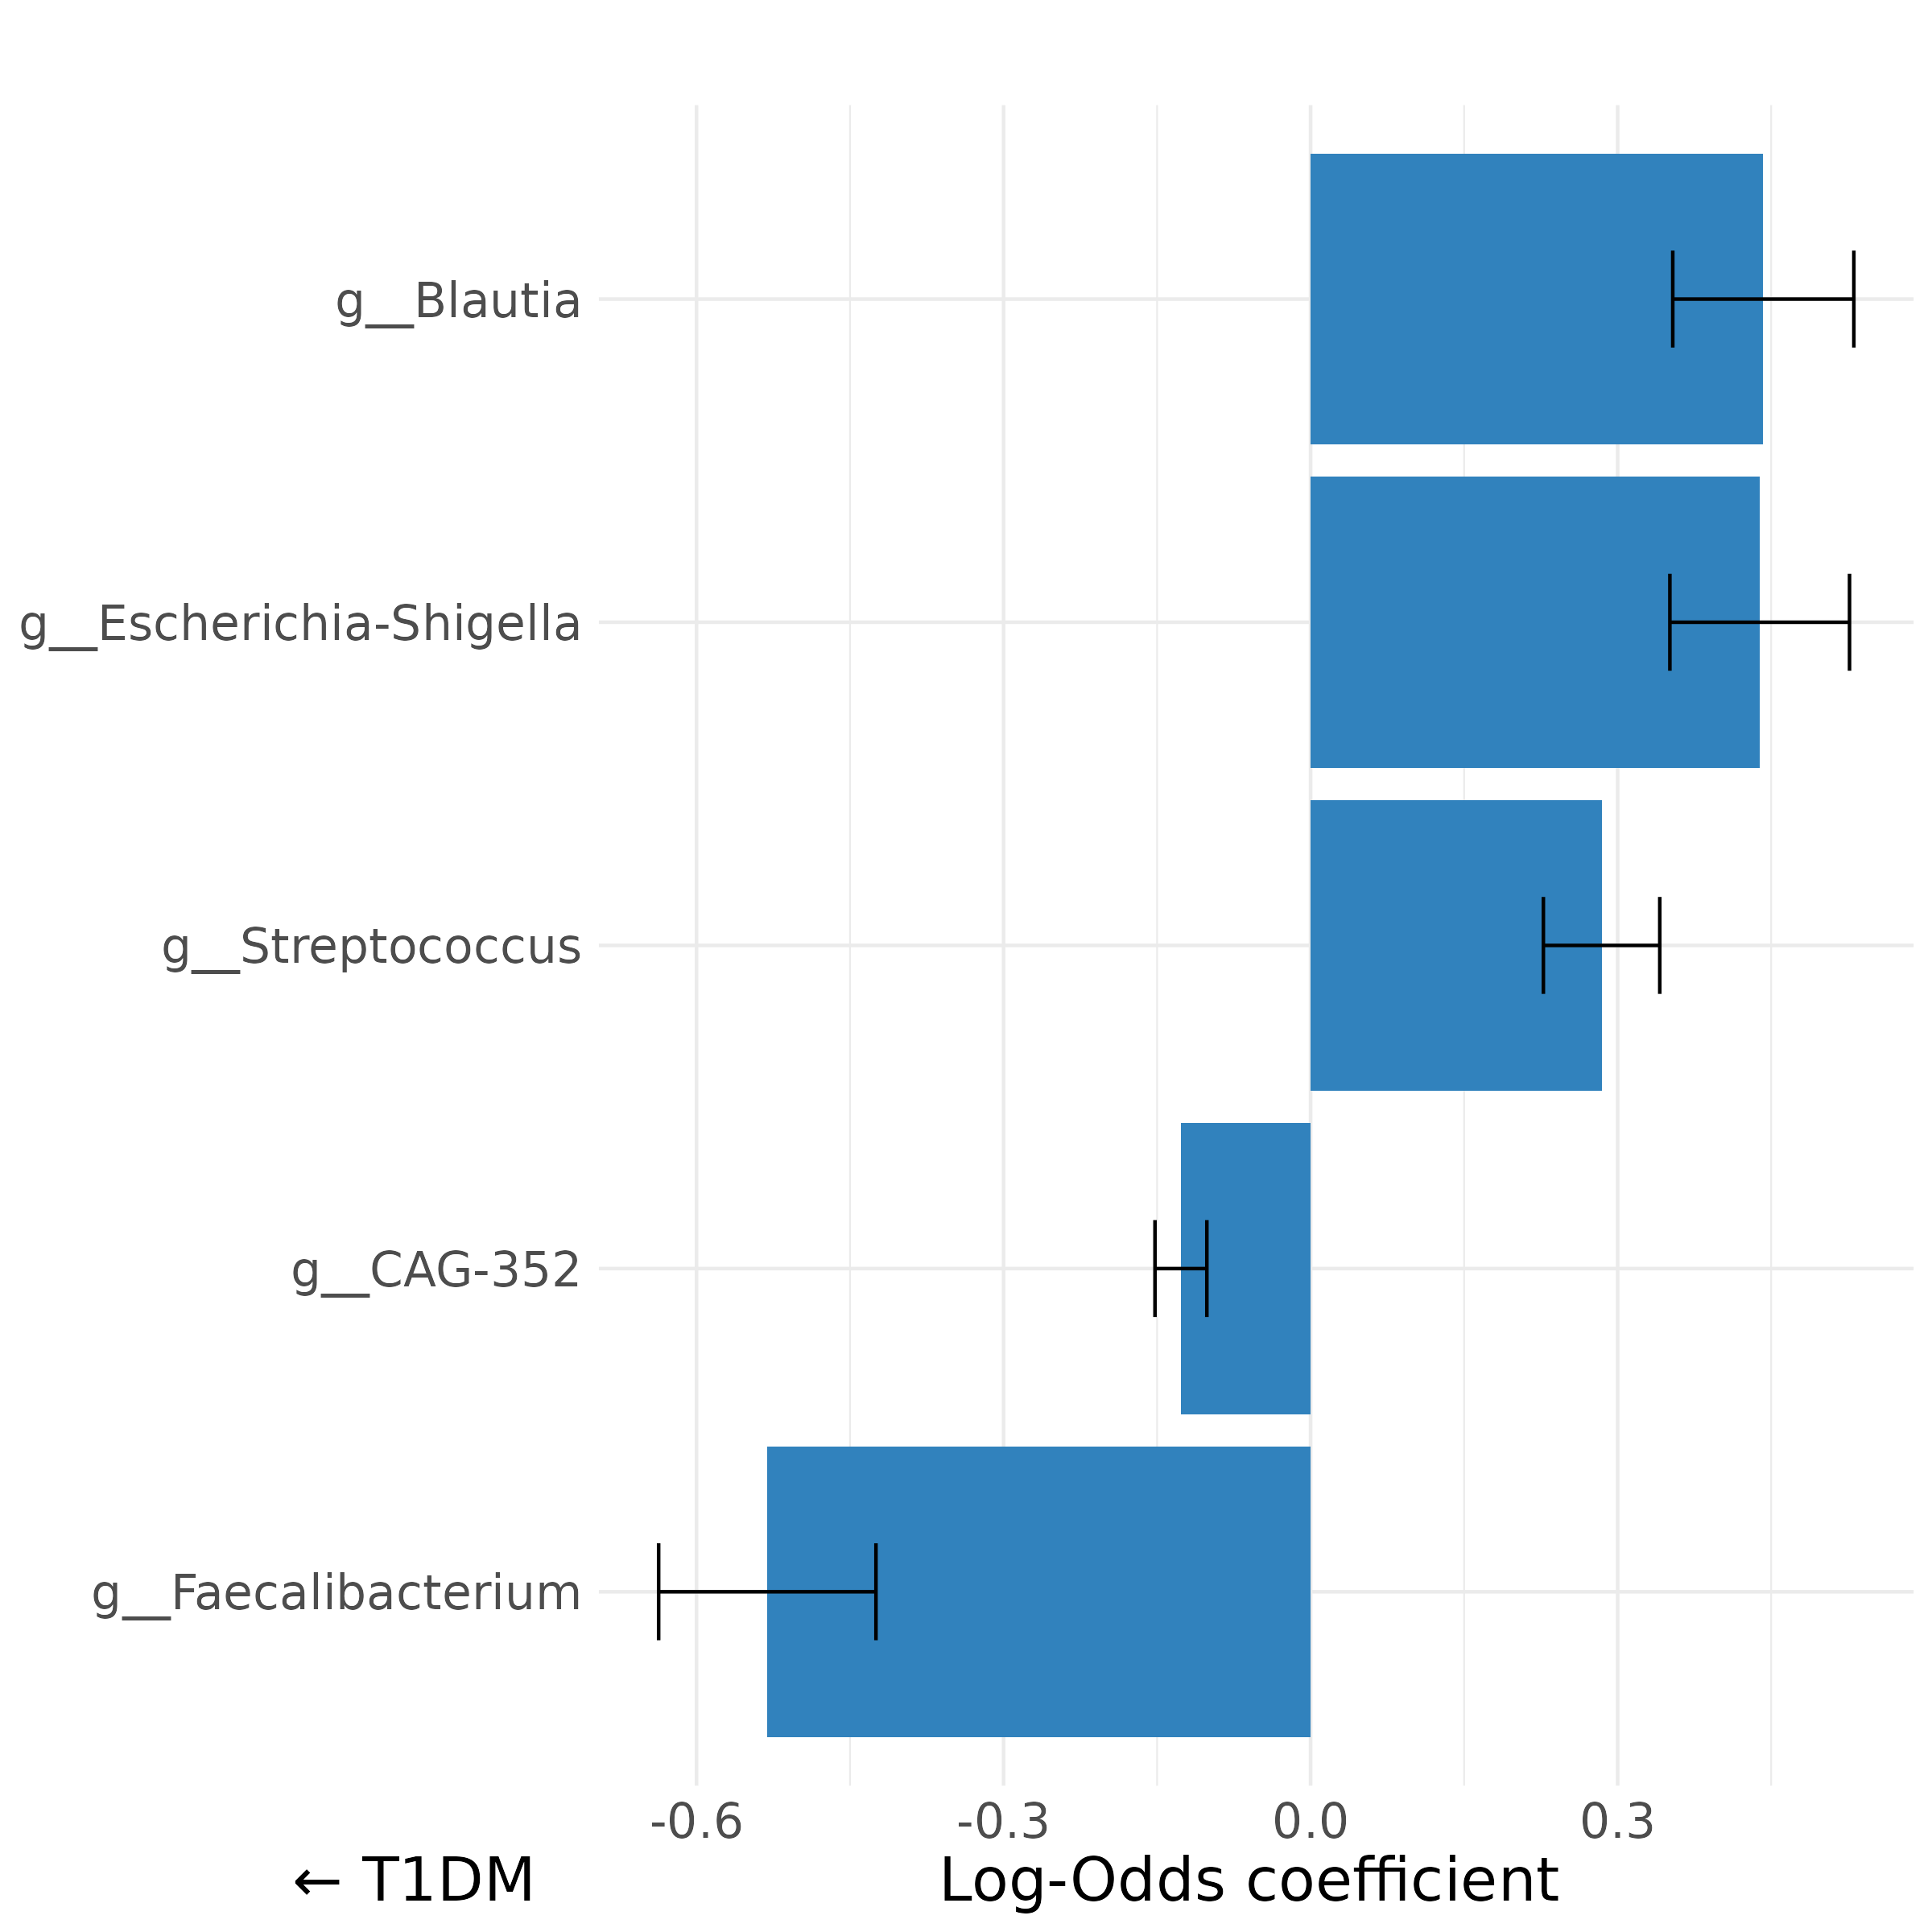 g__Blautia
g__Escherichia-Shigella
g__Streptococcus
g__CAG-352
g__Faecalibacterium
-0.6 -0.3 0.0 0.3
← T1DM Log-Odds coefficient